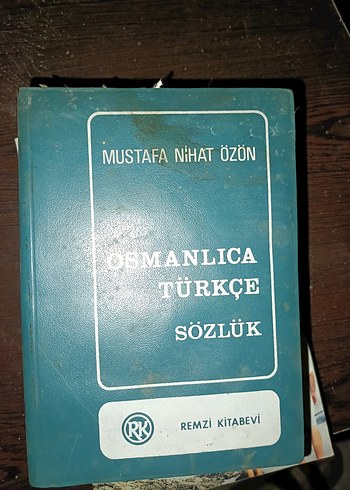 MUSTAFA NİHAT ÖZÖN
OSMANLICA
TÜRKÇE
SÖZLÜK
RK
REMZİ KİTABEVİ